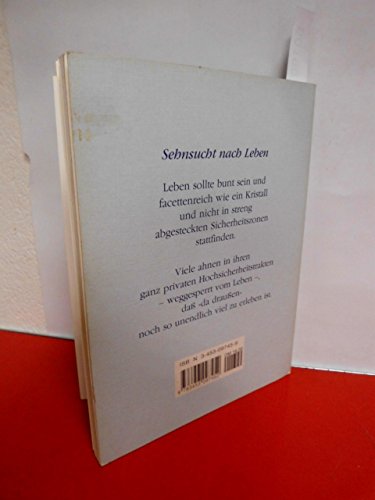 Sehnsucht nach Leben
Leben sollte bunt sein und
facettenreich wie ein Kristall
und nicht in streng
abgesteckten Sicherheitszonen
stattfinden.
Viele ahnen in ihren
ganz privaten Hochsicherheitstrakten
– weggesperrt vom Leben –,
daß ›da draußen‹
noch so unendlich viel zu erleben ist.